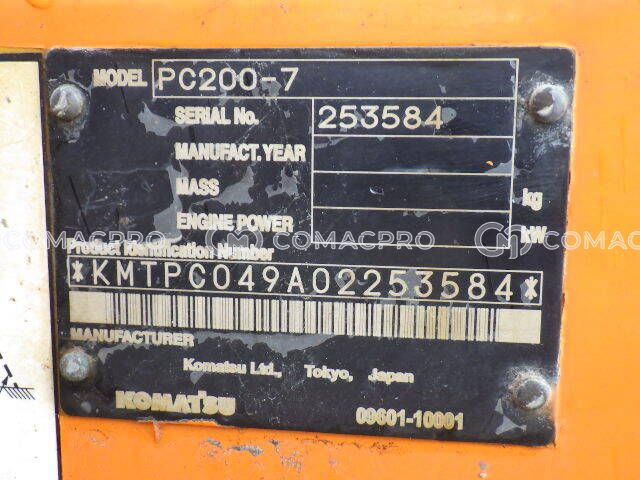 MODEL PC200-7
SERIAL No. 253584
MANUFACT. YEAR
MASS kg
ENGINE POWER kW
COMACPRO COMACPRO COMACPRO
Product Identification Number
*KMTPC049A02253584*
MANUFACTURER
Komatsu Ltd., Tokyo, Japan
KOMATSU 09601-10001